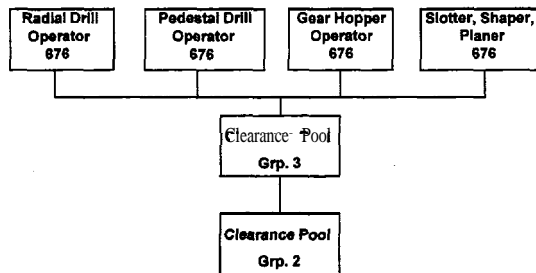 Radial Drill
Operator
676
Pedestal Drill
Operator
676
Gear Hopper
Operator
676
Slotter, Shaper,
Planer
676
Clearance Pool
Grp. 3
Clearance Pool
Grp. 2